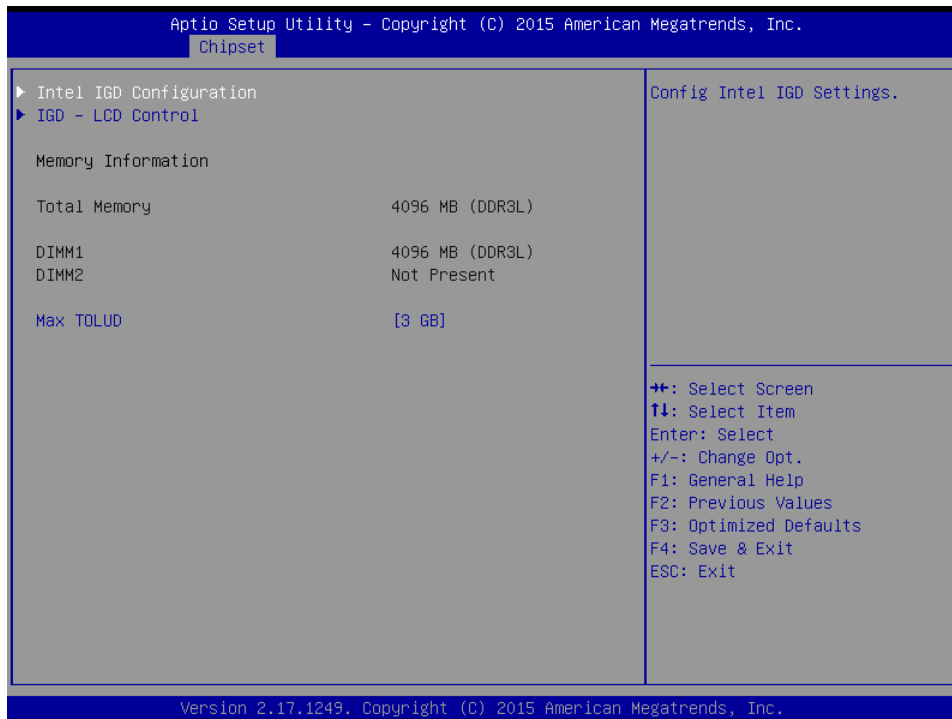 Aptio Setup Utility – Copyright (C) 2015 American Megatrends, Inc.
Chipset
▶ Intel IGD Configuration
▶ IGD – LCD Control
Memory Information
Total Memory 4096 MB (DDR3L)
DIMM1 4096 MB (DDR3L)
DIMM2 Not Present
Max TOLUD [3 GB]
Config Intel IGD Settings.
→←: Select Screen
↑↓: Select Item
Enter: Select
+/-: Change Opt.
F1: General Help
F2: Previous Values
F3: Optimized Defaults
F4: Save & Exit
ESC: Exit
Version 2.17.1249. Copyright (C) 2015 American Megatrends, Inc.